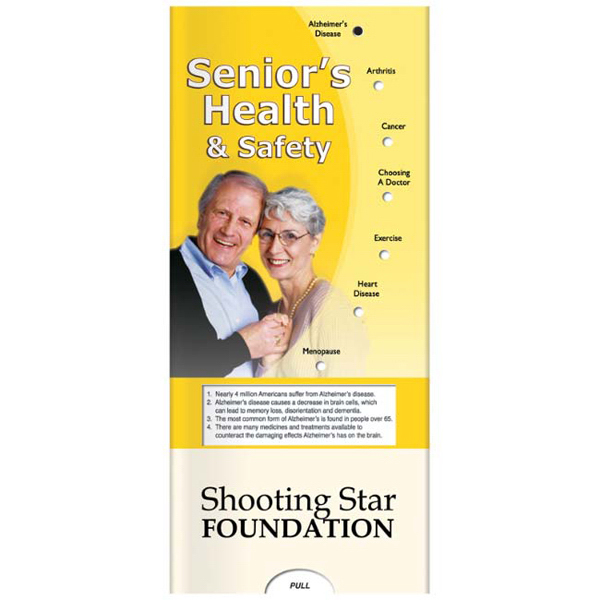 Alzheimer's
Disease
Senior's
Health
& Safety
Arthritis
Cancer
Choosing
A Doctor
Exercise
Heart
Disease
Menopause
1. Nearly 4 million Americans suffer from Alzheimer's disease.
2. Alzheimer's disease causes a decrease in brain cells, which
can lead to memory loss, disorientation and dementia.
3. The most common form of Alzheimer's is found in people over 65.
4. There are many medicines and treatments available to
counteract the damaging effects Alzheimer's has on the brain.
Shooting Star
FOUNDATION
PULL